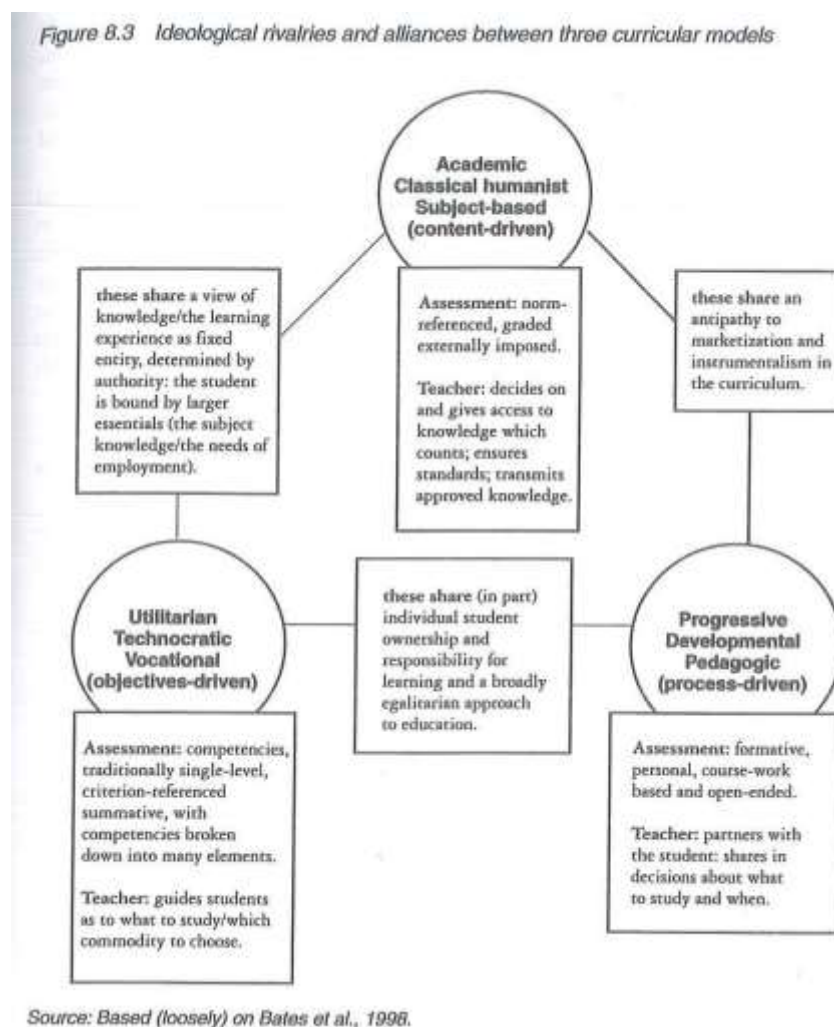 Figure 8.3 Ideological rivalries and alliances between three curricular models
Academic
Classical humanist
Subject-based
(content-driven)
these share a view of
knowledge/the learning
experience as fixed
entity, determined by
authority: the student
is bound by larger
essentials (the subject
knowledge/the needs of
employment).
Assessment: norm-
referenced, graded
externally imposed.
Teacher: decides on
and gives access to
knowledge which
counts; ensures
standards; transmits
approved knowledge.
these share an
antipathy to
marketization and
instrumentalism in
the curriculum.
Utilitarian
Technocratic
Vocational
(objectives-driven)
these share (in part)
individual student
ownership and
responsibility for
learning and a broadly
egalitarian approach
to education.
Progressive
Developmental
Pedagogic
(process-driven)
Assessment: competencies,
traditionally single-level,
criterion-referenced
summative, with
competencies broken
down into many elements.
Teacher: guides students
as to what to study/which
commodity to choose.
Assessment: formative,
personal, course-work
based and open-ended.
Teacher: partners with
the student: shares in
decisions about what
to study and when.
Source: Based (loosely) on Bates et al., 1998.